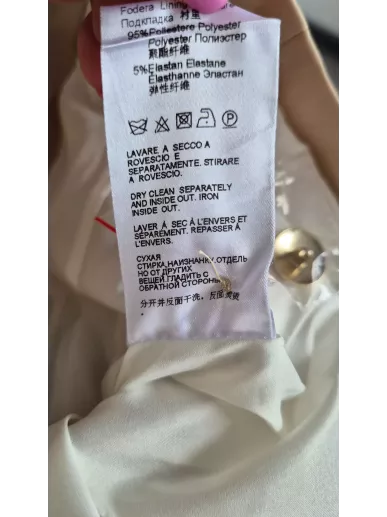 Fodera Lining
Подкладка 衬里
95% Poliestere Polyester
Polyester Полиэстер
聚酯纤维
5% Elastan Elastane
Elasthanne Эластан
弹性纤维
P
LAVARE A SECCO A
ROVESCIO E
SEPARATAMENTE. STIRARE
A ROVESCIO.
DRY CLEAN SEPARATELY
AND INSIDE OUT. IRON
INSIDE OUT.
LAVER À SEC À L'ENVERS ET
SÉPARÉMENT. REPASSER À
L'ENVERS.
СУХАЯ
СТИРКА,НАИЗНАНКУ,ОТДЕЛЬ
НО ОТ ДРУГИХ
ВЕЩЕЙ.ГЛАДИТЬ С
ОБРАТНОЙ СТОРОНЫ
分开并反面干洗，反面熨烫